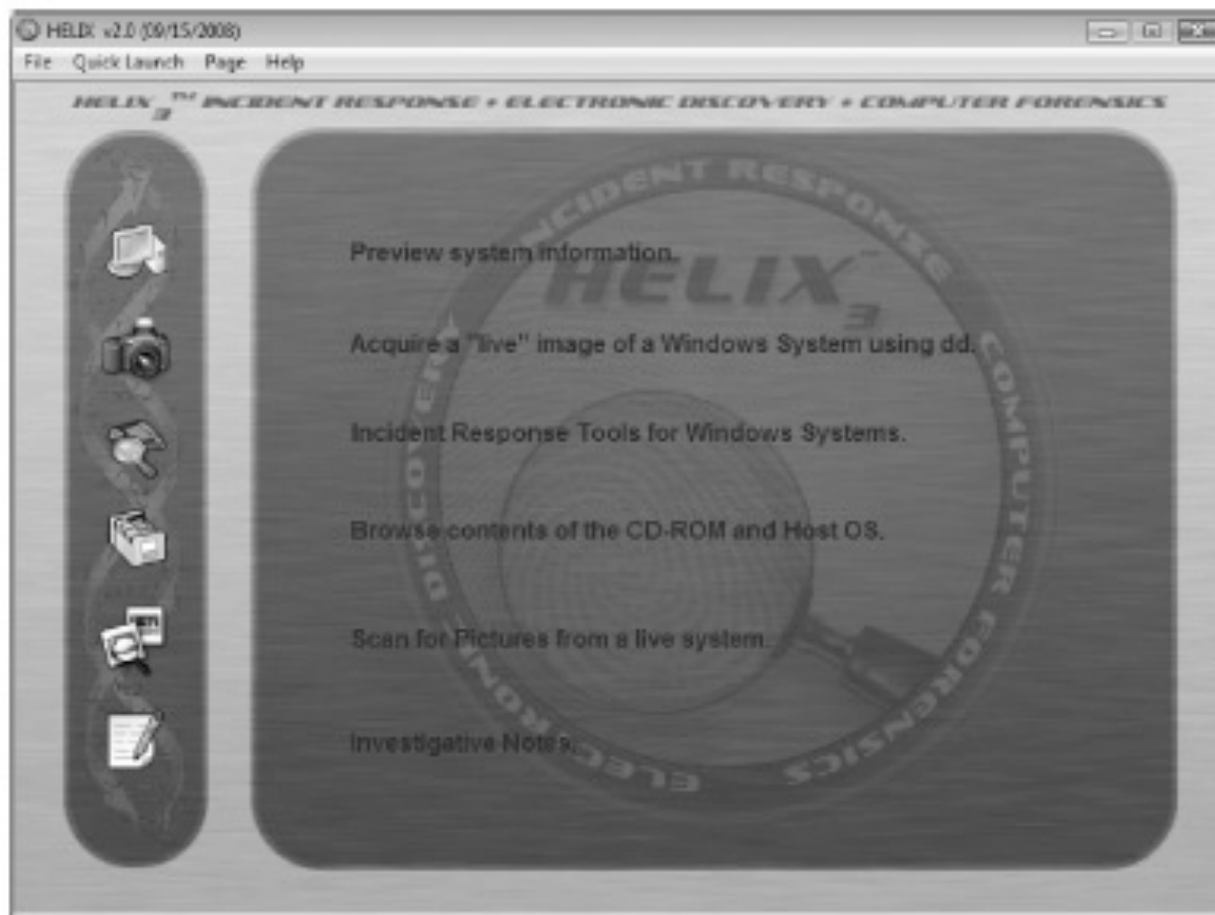 HELIX v2.0 (09/15/2008)
File Quick Launch Page Help
HELIX3™ INCIDENT RESPONSE + ELECTRONIC DISCOVERY + COMPUTER FORENSICS
INCIDENT RESPONSE
COMPUTER FORENSICS
ELECTRONIC DISCOVERY
HELIX3™
Preview system information.
Acquire a "live" image of a Windows System using dd.
Incident Response Tools for Windows Systems.
Browse contents of the CD-ROM and Host OS.
Scan for Pictures from a live system.
Investigative Notes.